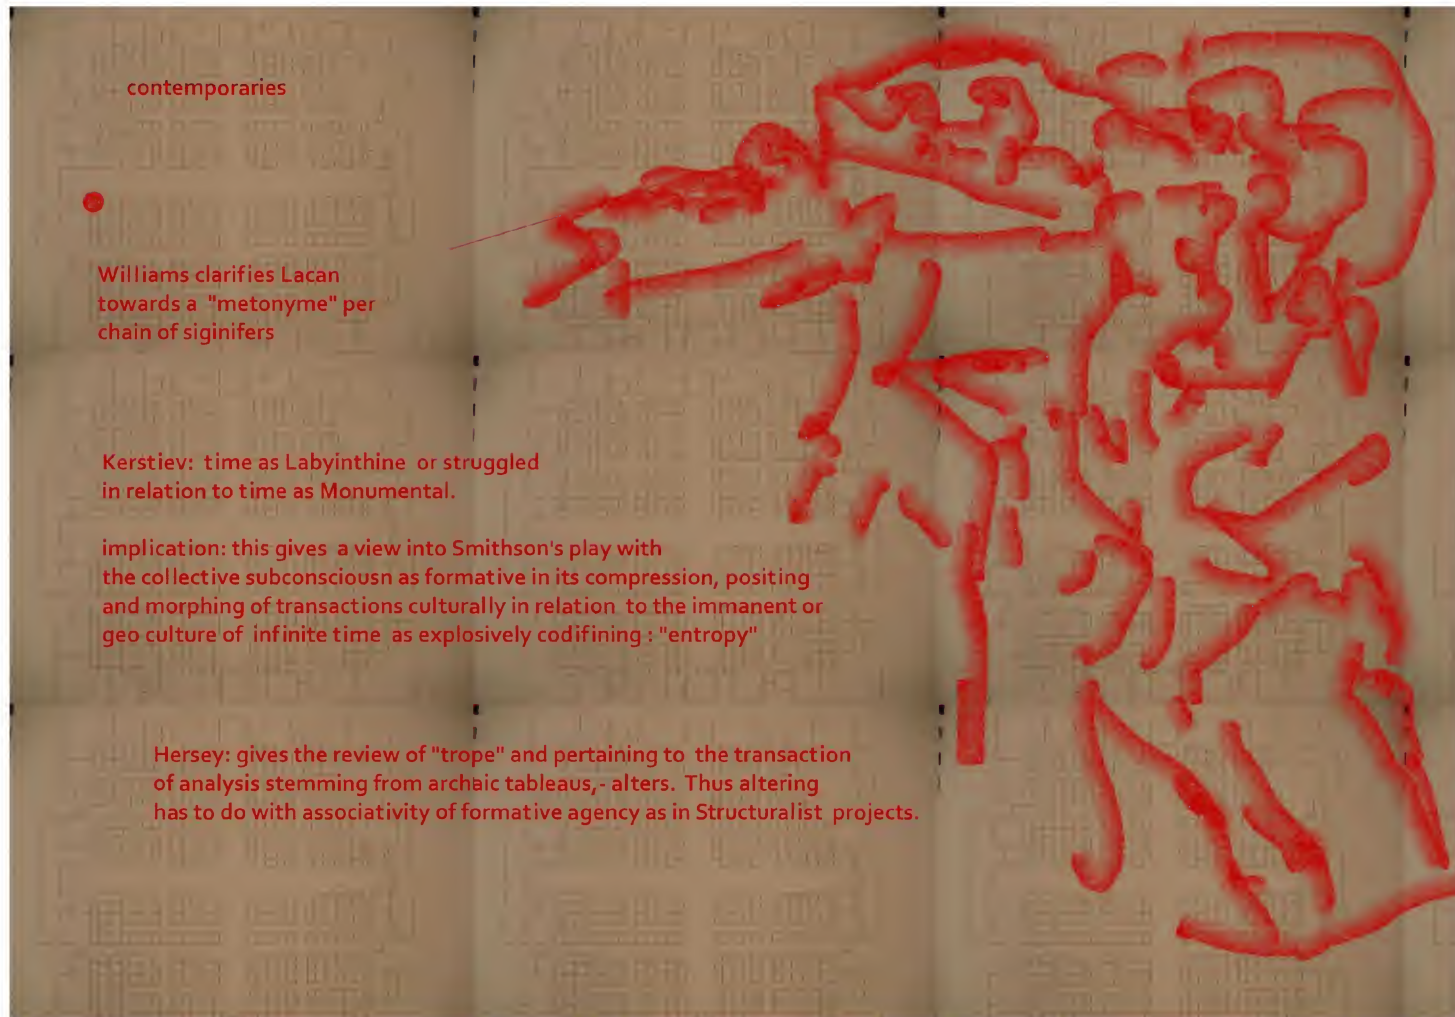 contemporaries
Williams clarifies Lacan
towards a "metonyme" per
chain of siginifers
Kerstiev: time as Labyinthine or struggled
in relation to time as Monumental.
implication: this gives a view into Smithson's play with
the collective subconsciousn as formative in its compression, positing
and morphing of transactions culturally in relation to the immanent or
geo culture of infinite time as explosively codifining : "entropy"
Hersey: gives the review of "trope" and pertaining to the transaction
of analysis stemming from archaic tableaus,- alters. Thus altering
has to do with associativity of formative agency as in Structuralist projects.